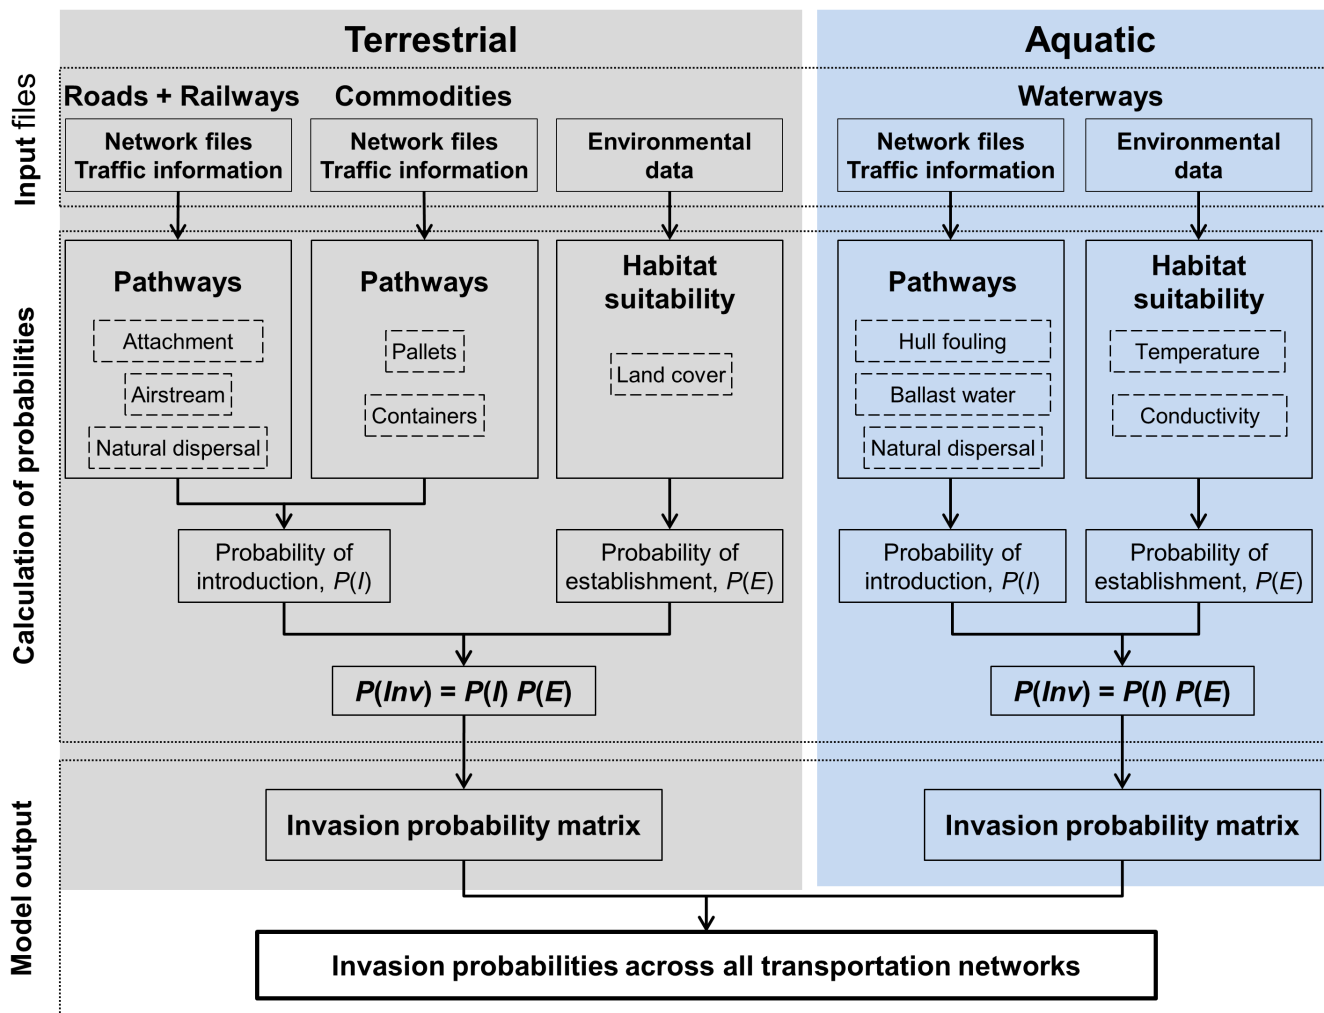 Terrestrial
Aquatic
Input files
Roads + Railways
Commodities
Waterways
Network files
Traffic information
Network files
Traffic information
Environmental
data
Network files
Traffic information
Environmental
data
Calculation of probabilities
Pathways
Attachment
Airstream
Natural dispersal
Pathways
Pallets
Containers
Habitat
suitability
Land cover
Pathways
Hull fouling
Ballast water
Natural dispersal
Habitat
suitability
Temperature
Conductivity
Probability of
introduction, P(I)
Probability of
establishment, P(E)
Probability of
introduction, P(I)
Probability of
establishment, P(E)
P(Inv) = P(I) P(E)
P(Inv) = P(I) P(E)
Model output
Invasion probability matrix
Invasion probability matrix
Invasion probabilities across all transportation networks